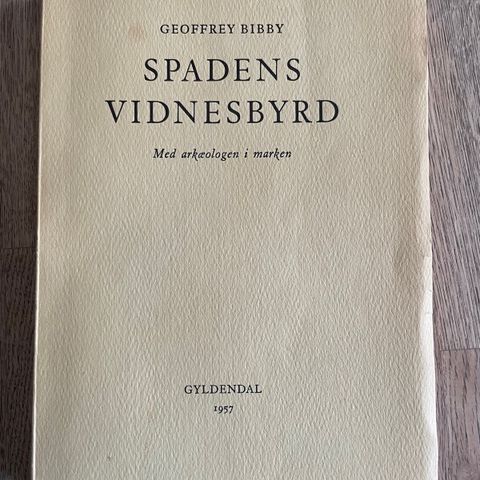 GEOFFREY BIBBY
SPADENS
VIDNESBYRD
Med arkæologen i marken
GYLDENDAL
1957